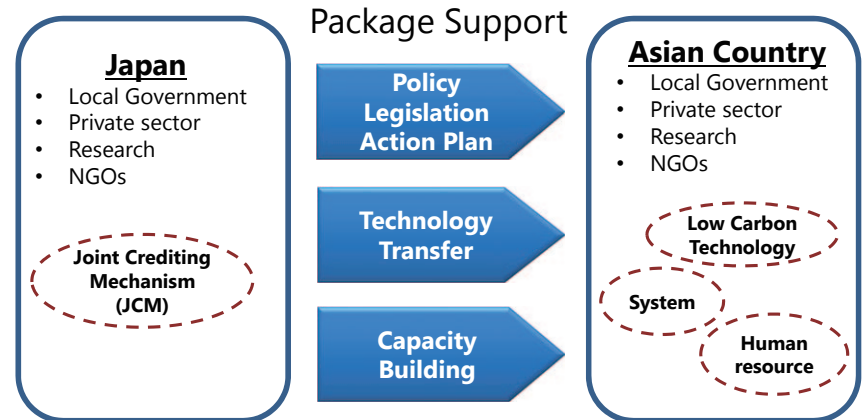 Package Support
Japan
• Local Government
• Private sector
• Research
• NGOs
Joint Crediting
Mechanism
(JCM)
Policy
Legislation
Action Plan
Technology
Transfer
Capacity
Building
Asian Country
• Local Government
• Private sector
• Research
• NGOs
Low Carbon
Technology
System
Human
resource